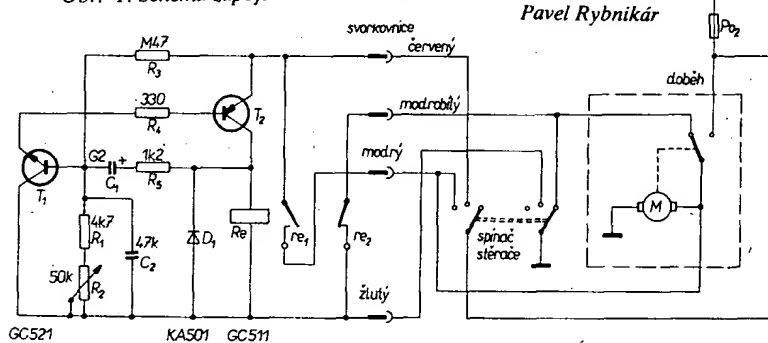 Pavel Rybnikár
Po2
svorkovnice
červený
M47
R3
doběh
330
R4
T2
modrobílý
G2
1k2
modrý
T1
C1
+
R5
M
4k7
R1
47k
C2
D1
Re
re1
re2
spínač
stěrače
50k
R2
žlutý
GC521
KA501
GC511